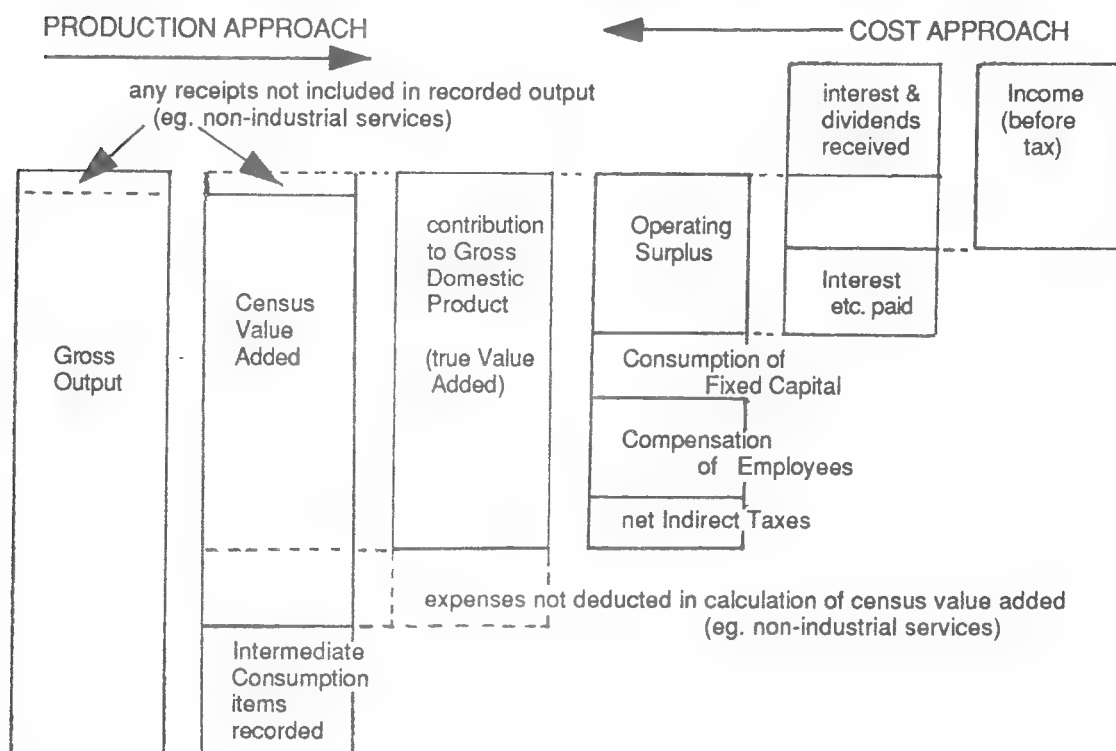 PRODUCTION APPROACH
COST APPROACH
any receipts not included in recorded output
(eg. non-industrial services)
interest &
dividends
received
Income
(before
tax)
Gross
Output
Census
Value
Added
contribution
to Gross
Domestic
Product
(true Value
Added)
Operating
Surplus
Interest
etc. paid
Consumption of
Fixed Capital
Compensation
of Employees
net Indirect Taxes
expenses not deducted in calculation of census value added
(eg. non-industrial services)
Intermediate
Consumption
items
recorded